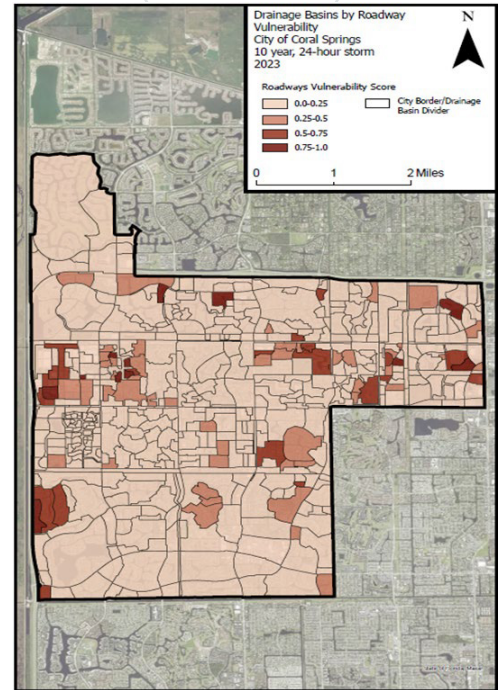 Drainage Basins by Roadway
Vulnerability
City of Coral Springs
10 year, 24-hour storm
2023
N
Roadways Vulnerability Score
0.0-0.25
0.25-0.5
0.5-0.75
0.75-1.0
City Border/Drainage
Basin Divider
0 1 2 Miles